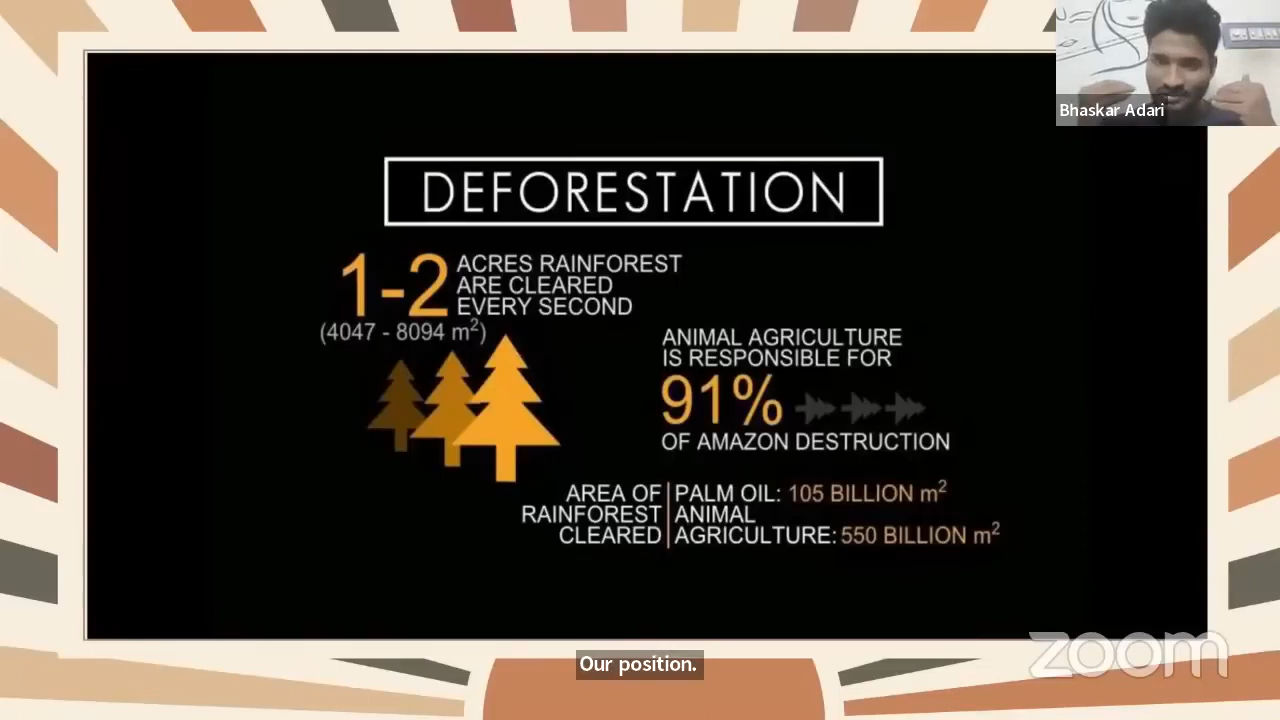 Bhaskar Adari
DEFORESTATION
1-2
ACRES RAINFOREST
ARE CLEARED
EVERY SECOND
(4047 - 8094 m²)
ANIMAL AGRICULTURE
IS RESPONSIBLE FOR
91%
OF AMAZON DESTRUCTION
AREA OF
RAINFOREST
CLEARED
PALM OIL: 105 BILLION m²
ANIMAL
AGRICULTURE: 550 BILLION m²
Our position.
zoom